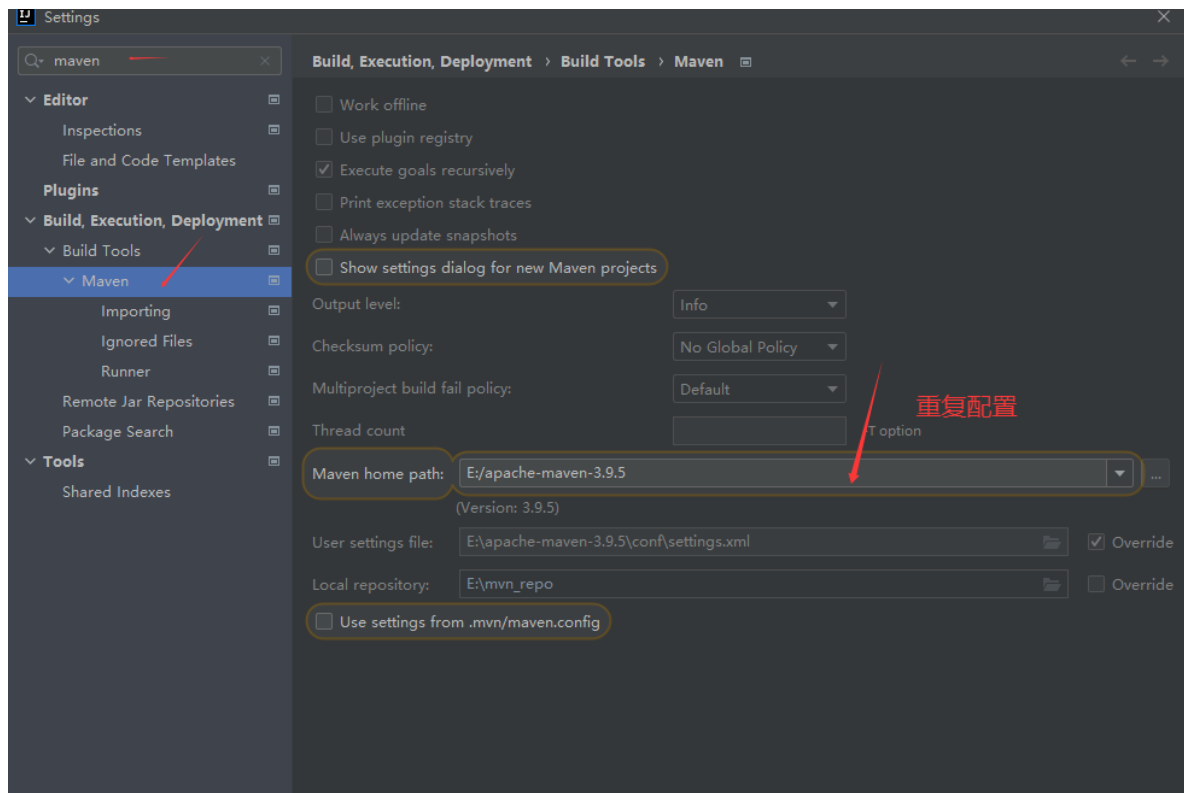 Settings
maven
Editor
Inspections
File and Code Templates
Plugins
Build, Execution, Deployment
Build Tools
Maven
Importing
Ignored Files
Runner
Remote Jar Repositories
Package Search
Tools
Shared Indexes
Build, Execution, Deployment › Build Tools › Maven
Work offline
Use plugin registry
Execute goals recursively
Print exception stack traces
Always update snapshots
Show settings dialog for new Maven projects
Output level: Info
Checksum policy: No Global Policy
Multiproject build fail policy: Default
重复配置
Thread count -T option
Maven home path: E:/apache-maven-3.9.5 ...
(Version: 3.9.5)
User settings file: E:\apache-maven-3.9.5\conf\settings.xml Override
Local repository: E:\mvn_repo Override
Use settings from .mvn/maven.config